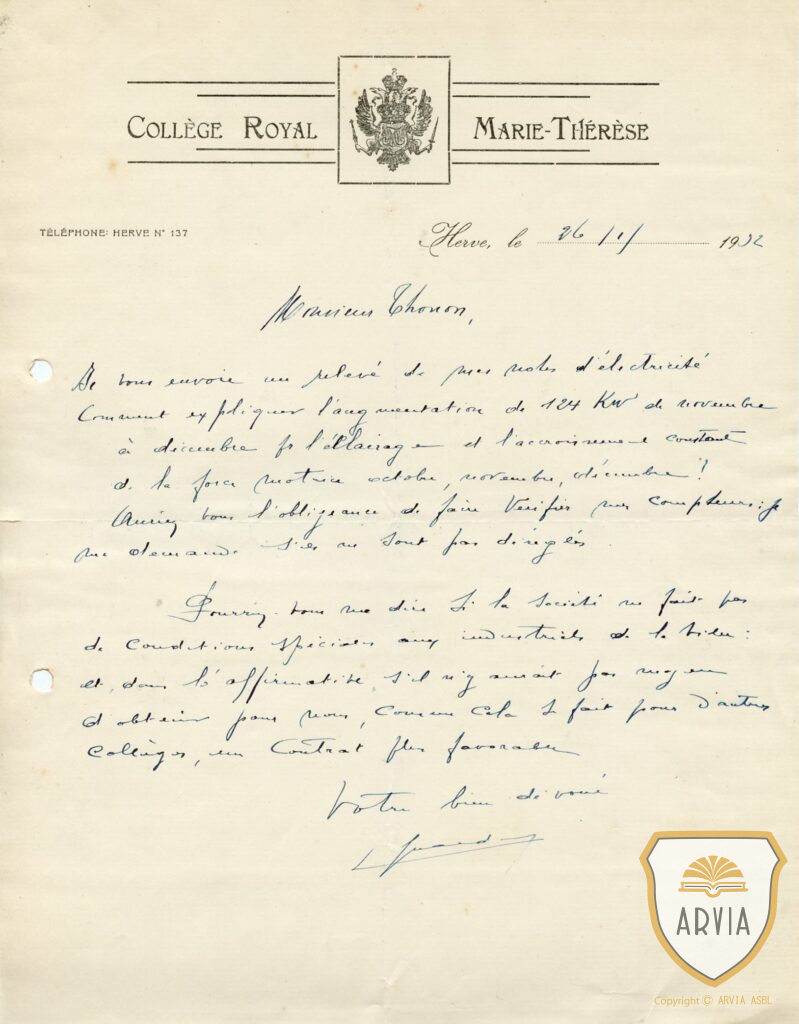 COLLÈGE ROYAL MARIE-THÉRÈSE
TÉLÉPHONE: HERVE N° 137
Herve, le 26 / 1 / 1932
Monsieur Thonon,
Je vous envoie un relevé de mes notes d'électricité
Comment expliquer l'augmentation de 124 KW de novembre
à décembre pr l'éclairage et l'accroissement constant
de la force motrice octobre, novembre, décembre !
Auriez vous l'obligeance de faire vérifier mes compteurs; je
me demande s'ils ne sont pas déréglés.
Pourriez-vous me dire si la Société ne fait pas
de conditions spéciales aux industriels de la :
et, dans l'affirmative, s'il n'y aurait pas moyen
d'obtenir pour nous, comme cela se fait pour d'autres
Collèges, un Contrat plus favorable
Votre bien dévoué
ARVIA
Copyright © ARVIA ASBL